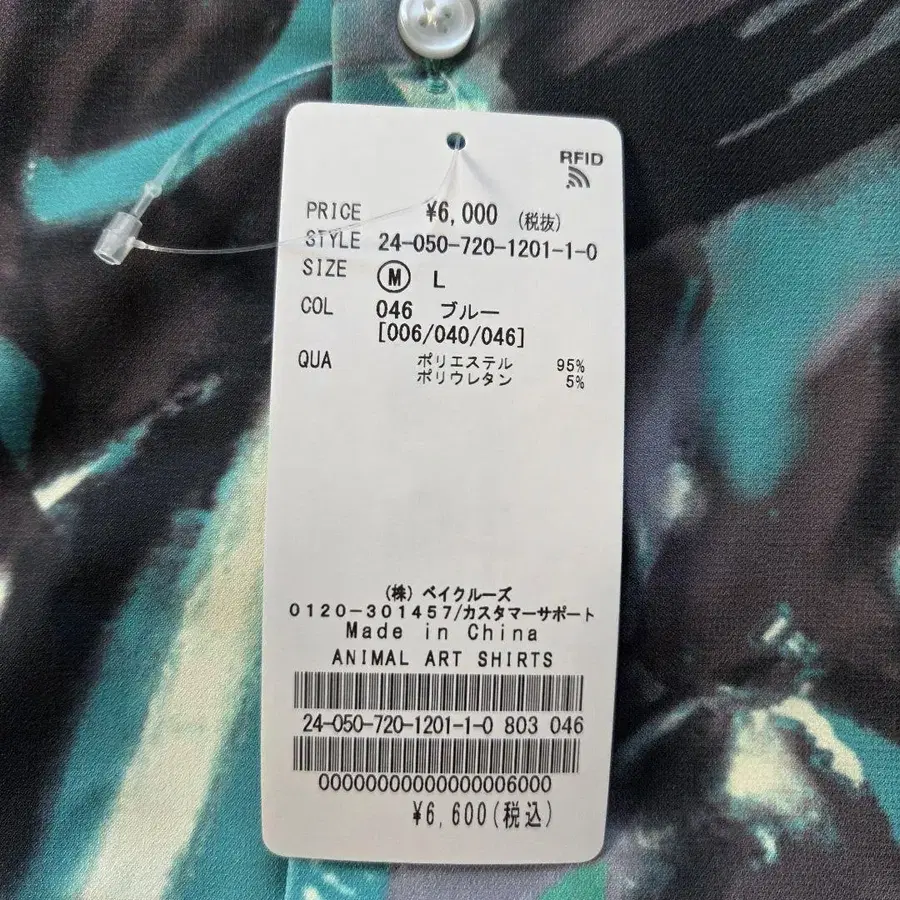 RFID
PRICE ¥6,000 (税抜)
STYLE 24-050-720-1201-1-0
SIZE M L
COL 046 ブルー
[006/040/046]
QUA ポリエステル 95%
ポリウレタン 5%
(株)ベイクルーズ
0120-301457/カスタマーサポート
Made in China
ANIMAL ART SHIRTS
24-050-720-1201-1-0 803 046
00000000000000006000
¥6,600(税込)